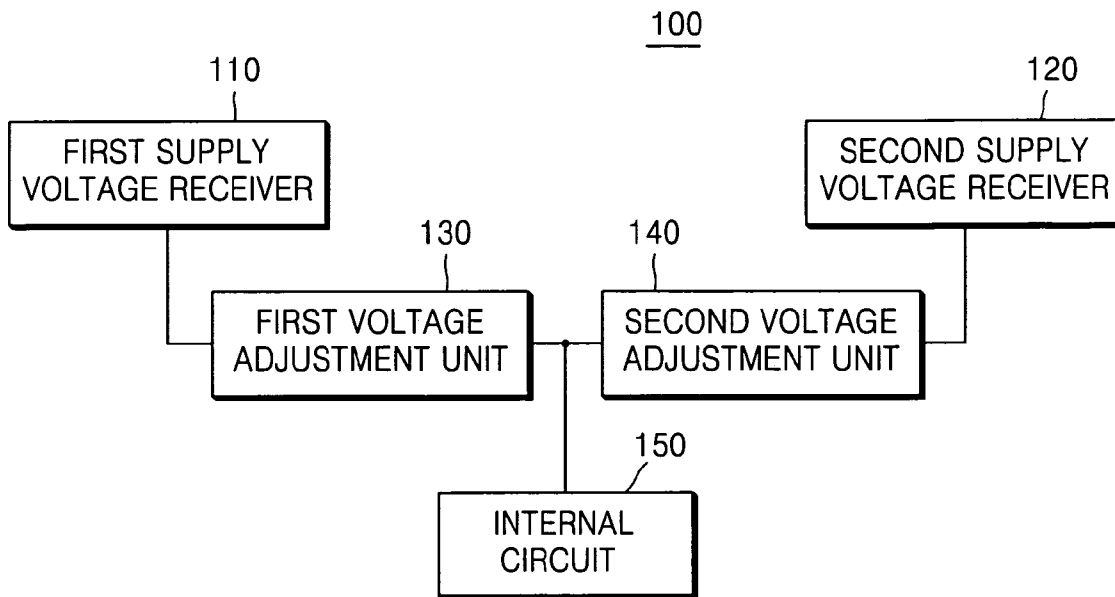 100
110
120
FIRST SUPPLY
VOLTAGE RECEIVER
SECOND SUPPLY
VOLTAGE RECEIVER
130
140
FIRST VOLTAGE
ADJUSTMENT UNIT
SECOND VOLTAGE
ADJUSTMENT UNIT
150
INTERNAL
CIRCUIT